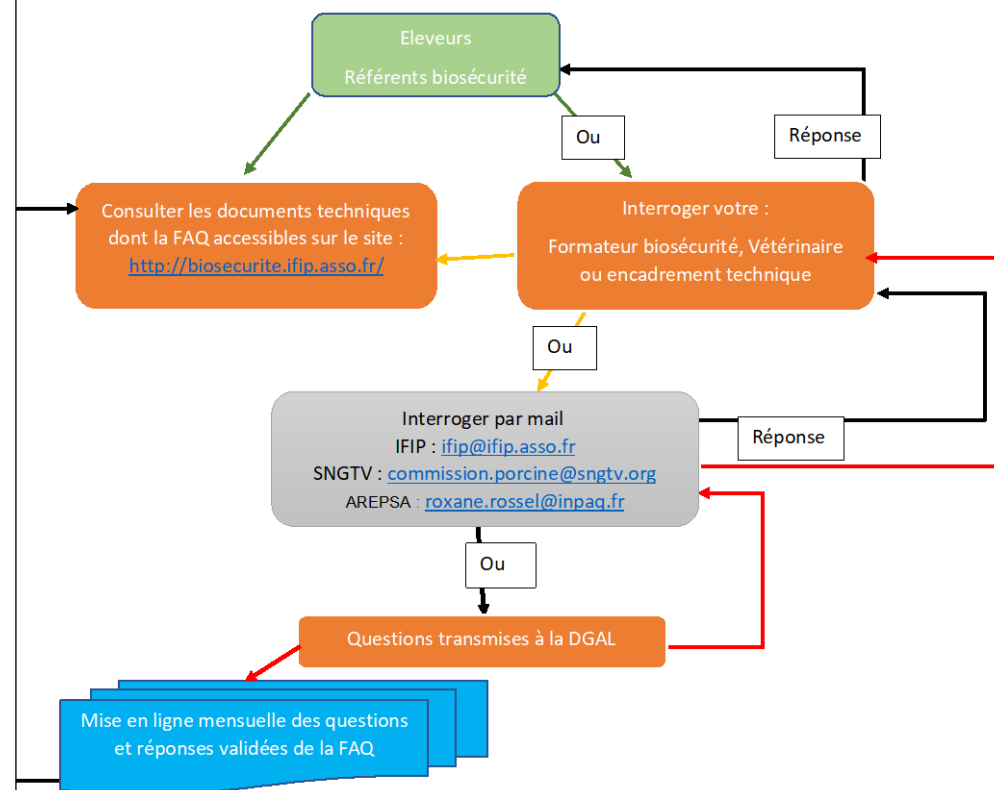 Eleveurs
Référents biosécurité
Ou
Réponse
Consulter les documents techniques
dont la FAQ accessibles sur le site :
http://biosecurite.ifip.asso.fr/
Interroger votre :
Formateur biosécurité, Vétérinaire
ou encadrement technique
Ou
Interroger par mail
IFIP : ifip@ifip.asso.fr
SNGTV : commission.porcine@sngtv.org
AREPSA : roxane.rossel@inpaq.fr
Réponse
Ou
Questions transmises à la DGAL
Mise en ligne mensuelle des questions
et réponses validées de la FAQ